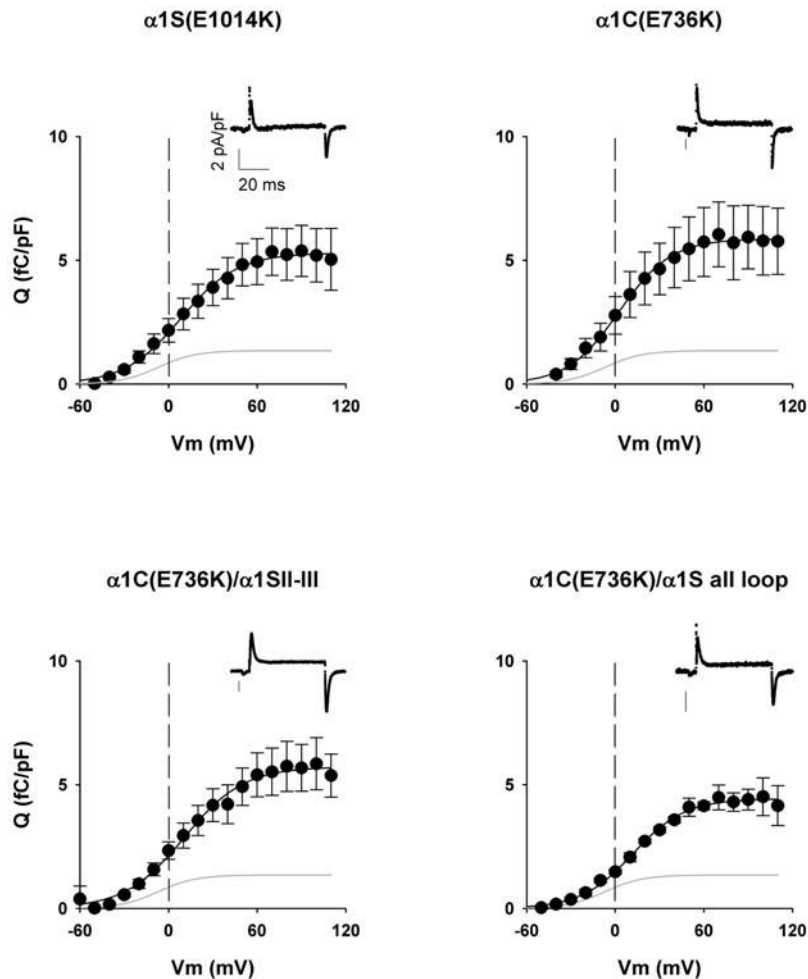 α1S(E1014K)
α1C(E736K)
2 pA/pF
20 ms
10
5
0
Q (fC/pF)
-60 0 60 120
Vm (mV)
10
5
0
-60 0 60 120
Vm (mV)
α1C(E736K)/α1SII-III
α1C(E736K)/α1S all loop
10
5
0
Q (fC/pF)
-60 0 60 120
Vm (mV)
10
5
0
-60 0 60 120
Vm (mV)